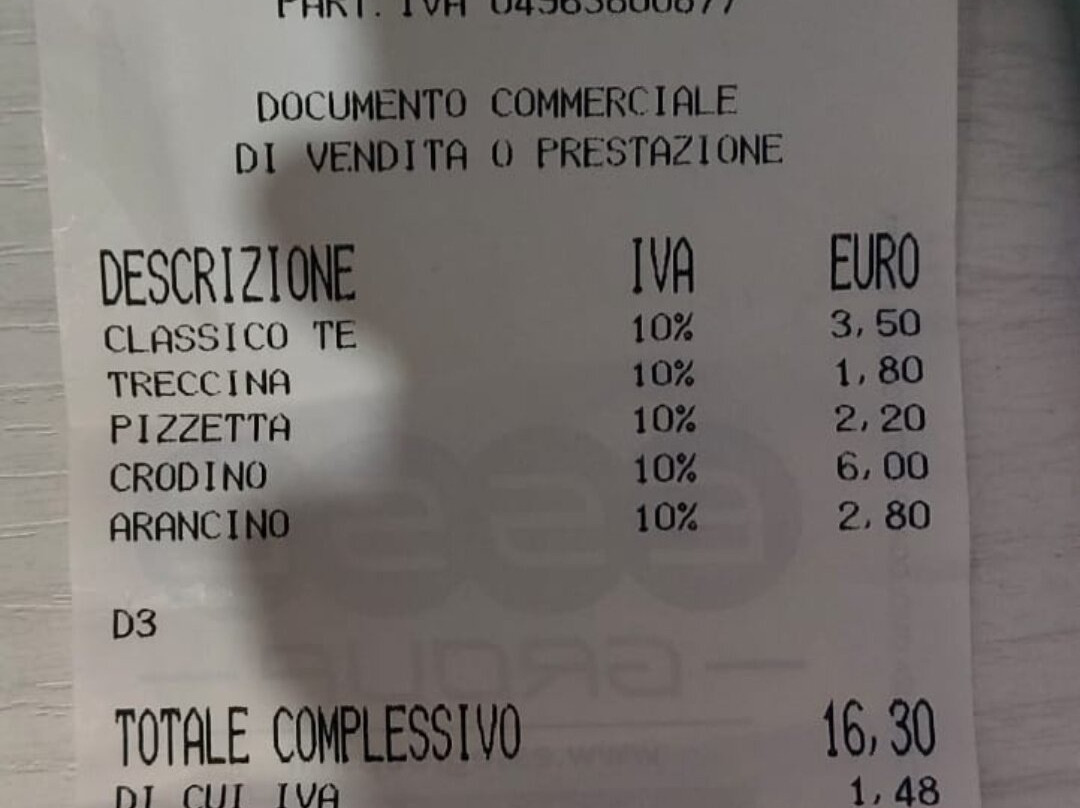 PART. IVA
DOCUMENTO COMMERCIALE
DI VENDITA O PRESTAZIONE
DESCRIZIONE IVA EURO
CLASSICO TE 10% 3,50
TRECCINA 10% 1,80
PIZZETTA 10% 2,20
CRODINO 10% 6,00
ARANCINO 10% 2,80
D3
TOTALE COMPLESSIVO 16,30
DI CUI IVA 1,48